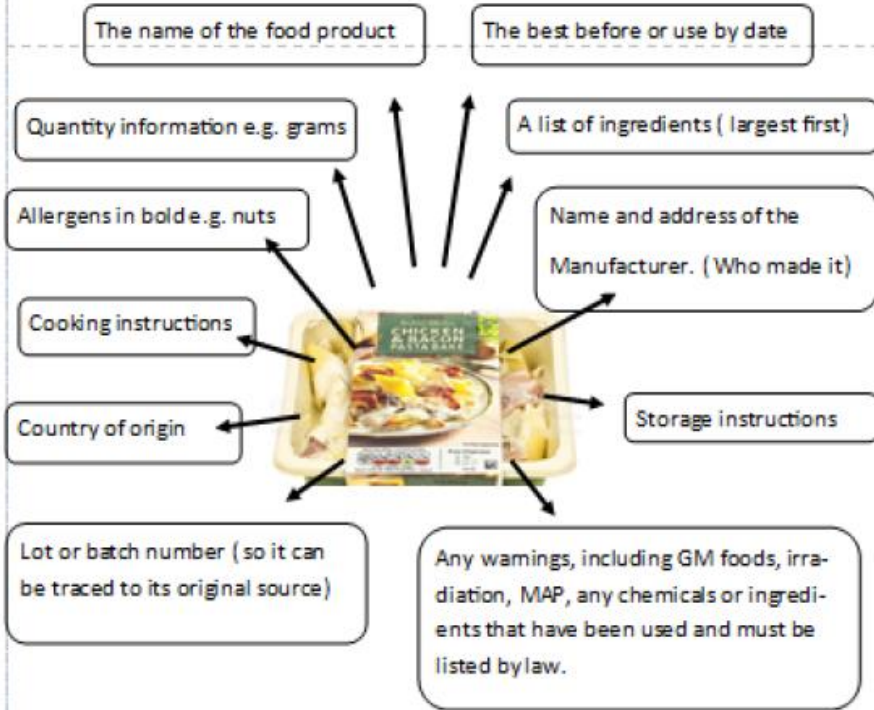 The name of the food product
The best before or use by date
Quantity information e.g. grams
A list of ingredients ( largest first)
Allergens in bold e.g. nuts
Name and address of the
Manufacturer. ( Who made it)
Cooking instructions
CHICKEN
& BACON
PASTA BAKE
Country of origin
Storage instructions
Lot or batch number ( so it can
be traced to its original source)
Any warnings, including GM foods, irra-
diation, MAP, any chemicals or ingredi-
ents that have been used and must be
listed by law.